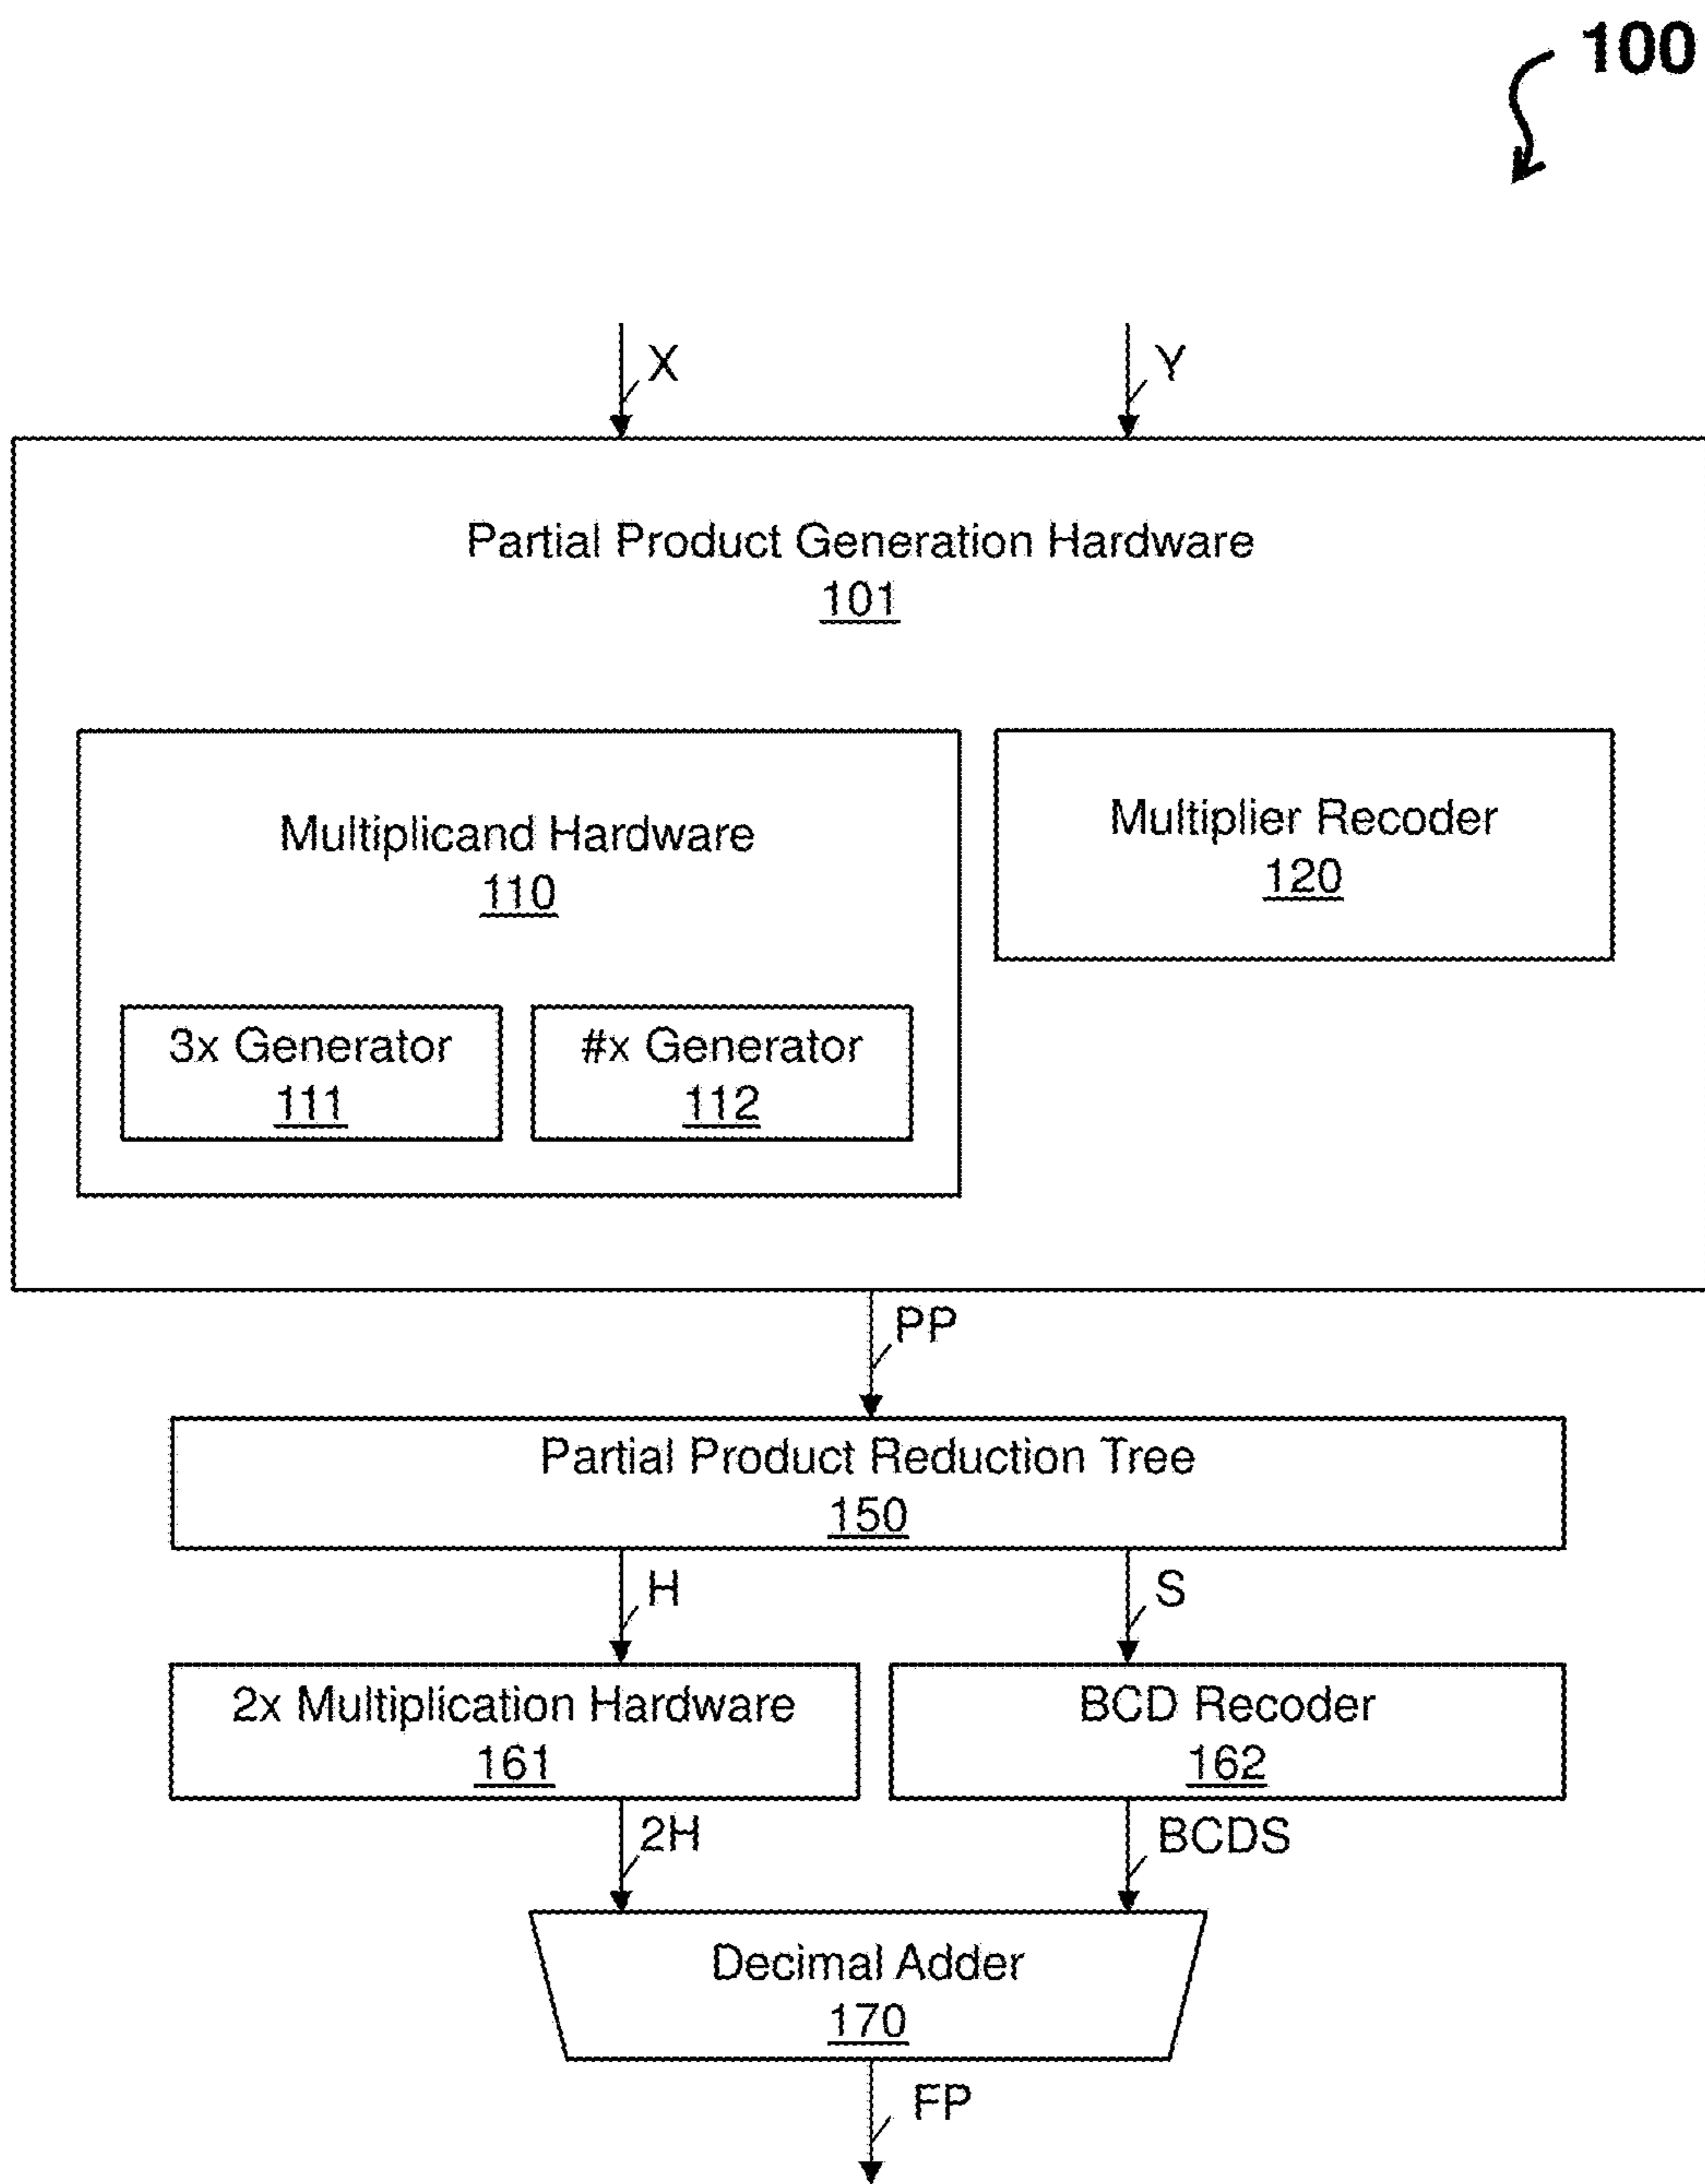 100
X
Y
Partial Product Generation Hardware
101
Multiplicand Hardware
110
Multiplier Recoder
120
3x Generator
111
#x Generator
112
PP
Partial Product Reduction Tree
150
H
S
2x Multiplication Hardware
161
BCD Recoder
162
2H
BCDS
Decimal Adder
170
FP